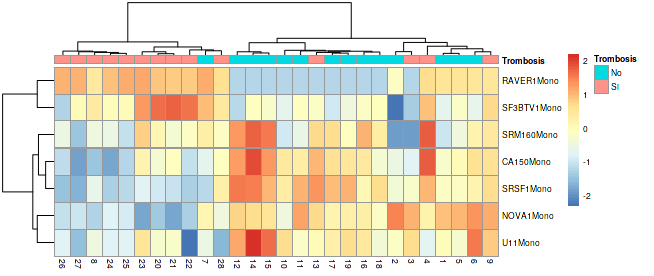 Trombosis
RAVER1Mono
SF3BTV1Mono
SRM160Mono
CA150Mono
SRSF1Mono
NOVA1Mono
U11Mono
26 27 8 24 25 23 20 21 22 7 28 12 14 15 10 11 13 17 19 16 18 2 3 4 1 5 6 9
2
1
0
-1
-2
Trombosis
No
SI